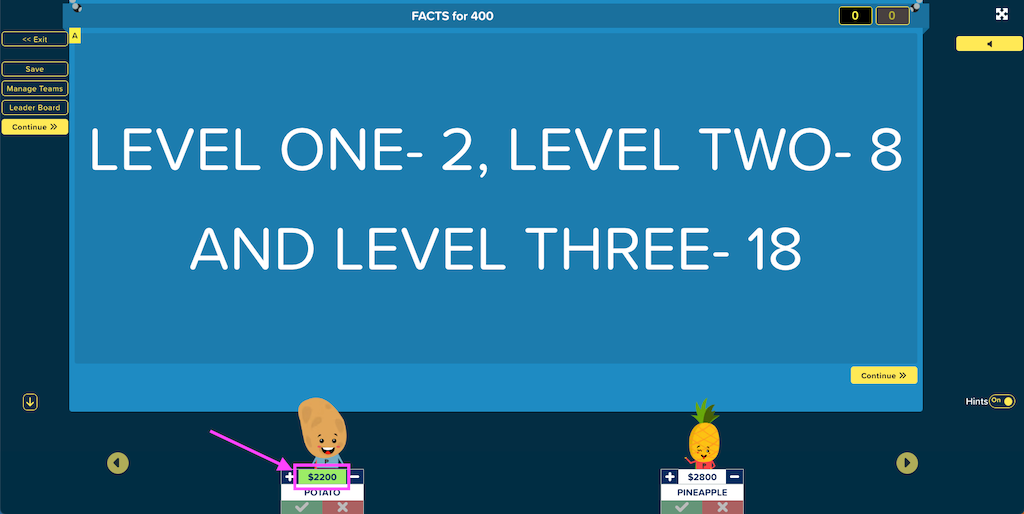 FACTS for 400
0
0
<< Exit
A
Save
Manage Teams
Leader Board
Continue >>
LEVEL ONE- 2, LEVEL TWO- 8
AND LEVEL THREE- 18
Continue >>
Hints On
P
P
+ $2200 −
+ $2800 −
POTATO
PINEAPPLE